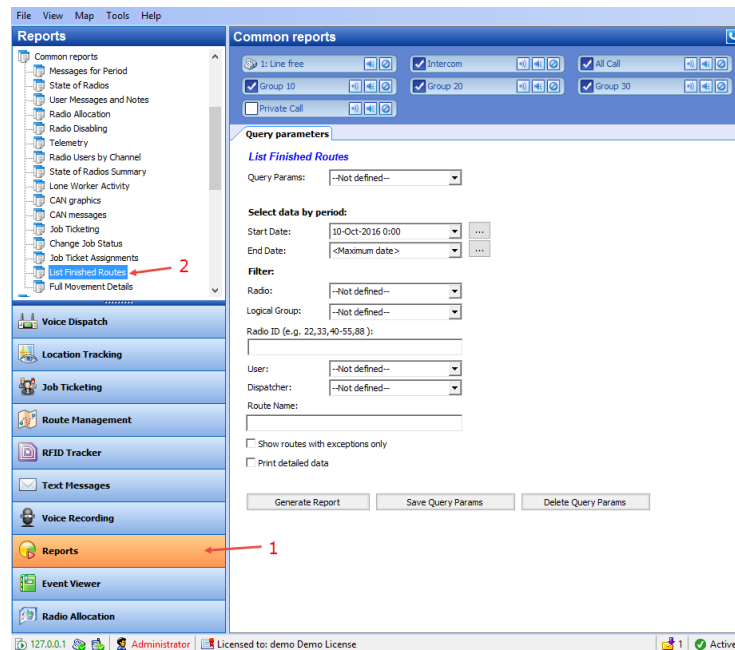 File View Map Tools Help
Reports
Common reports
Messages for Period
State of Radios
User Messages and Notes
Radio Allocation
Radio Disabling
Telemetry
Radio Users by Channel
State of Radios Summary
Lone Worker Activity
CAN graphics
CAN messages
Job Ticketing
Change Job Status
Job Ticket Assignments
List Finished Routes
2
Full Movement Details
Voice Dispatch
Location Tracking
Job Ticketing
Route Management
RFID Tracker
Text Messages
Voice Recording
Reports
1
Event Viewer
Radio Allocation
Common reports
1: Line free
Intercom
All Call
Group 10
Group 20
Group 30
Private Call
Query parameters
List Finished Routes
Query Params: --Not defined--
Select data by period:
Start Date: 10-Oct-2016 0:00 ...
End Date: <Maximum date> ...
Filter:
Radio: --Not defined--
Logical Group: --Not defined--
Radio ID (e.g. 22,33,40-55,88 ):
User: --Not defined--
Dispatcher: --Not defined--
Route Name:
Show routes with exceptions only
Print detailed data
Generate Report Save Query Params Delete Query Params
127.0.0.1 Administrator Licensed to: demo Demo License 1 Active